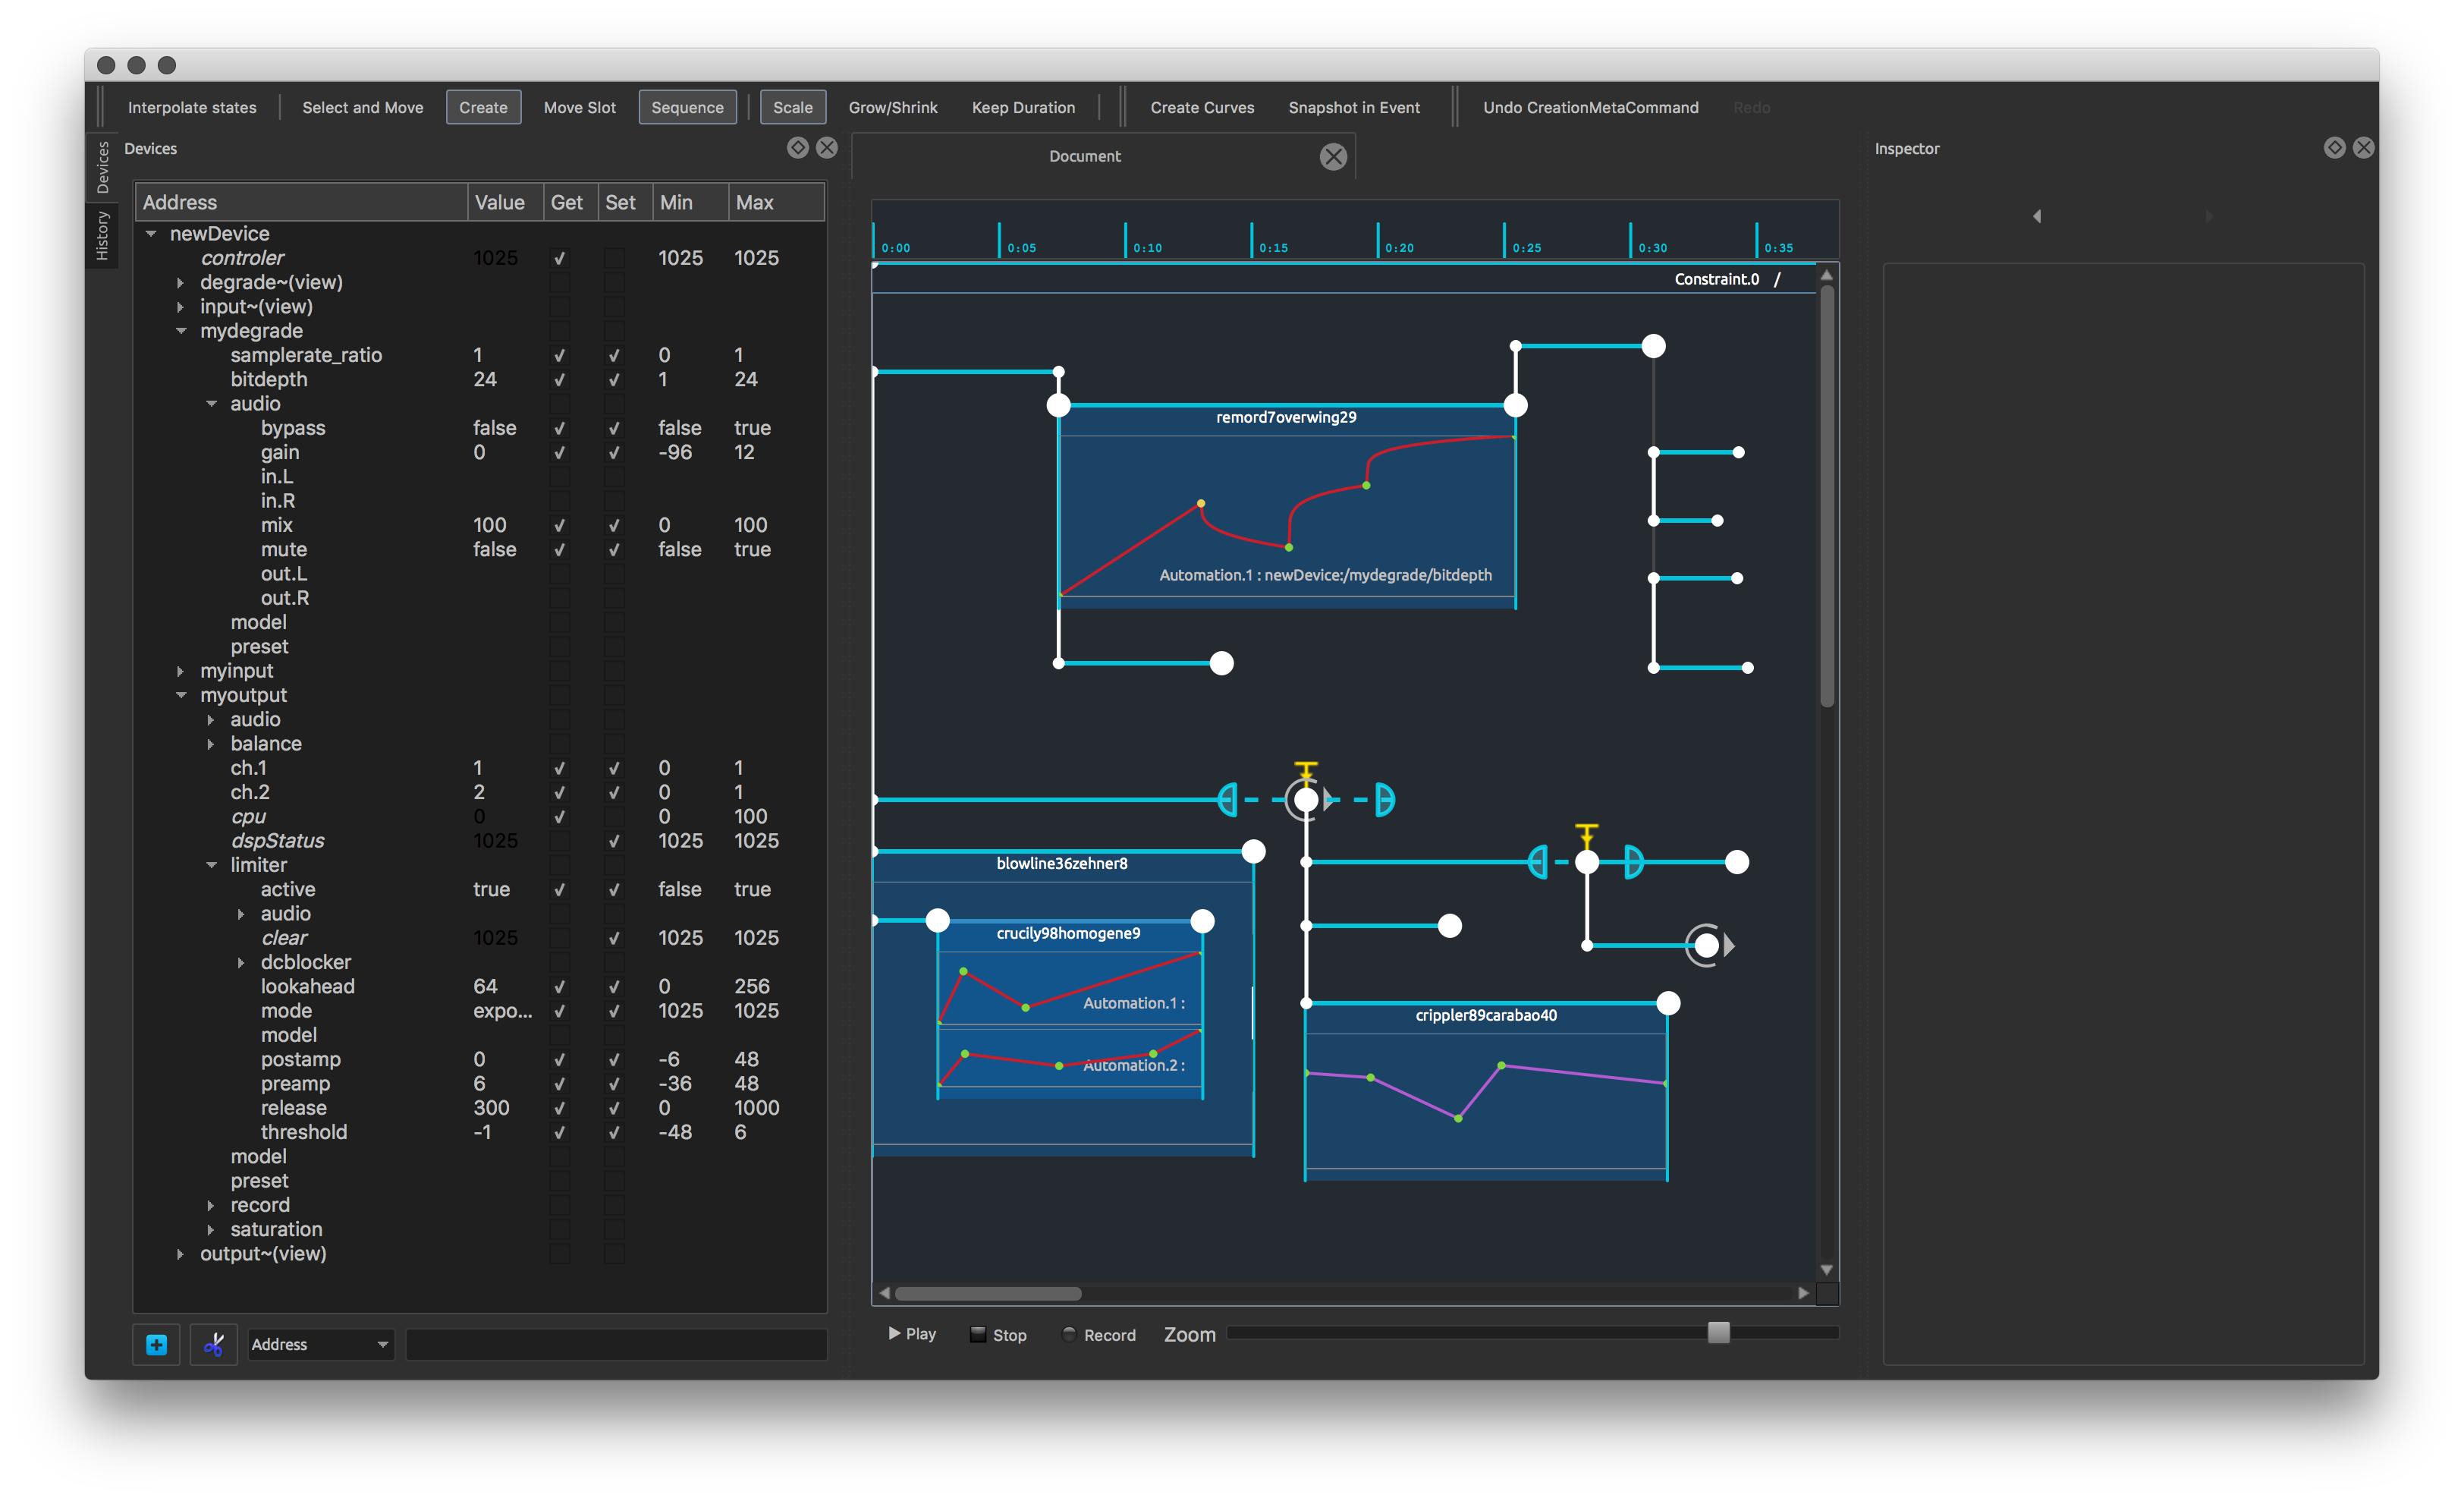 Interpolate states Select and Move Create Move Slot Sequence Scale Grow/Shrink Keep Duration Create Curves Snapshot in Event Undo CreationMetaCommand Redo
Devices
History
Devices
Address Value Get Set Min Max
newDevice
controler 1025 1025 1025
degrade~(view)
input~(view)
mydegrade
samplerate_ratio 1 0 1
bitdepth 24 1 24
audio
bypass false false true
gain 0 -96 12
in.L
in.R
mix 100 0 100
mute false false true
out.L
out.R
model
preset
myinput
myoutput
audio
balance
ch.1 1 0 1
ch.2 2 0 1
cpu 0 0 100
dspStatus 1025 1025 1025
limiter
active true false true
audio
clear 1025 1025 1025
dcblocker
lookahead 64 0 256
mode expo... 1025 1025
model
postamp 0 -6 48
preamp 6 -36 48
release 300 0 1000
threshold -1 -48 6
model
preset
record
saturation
output~(view)
Address
Document
0:00 0:05 0:10 0:15 0:20 0:25 0:30 0:35
Constraint.0 /
remord7overwing29
Automation.1 : newDevice:/mydegrade/bitdepth
blowline36zehner8
crucily98homogene9
Automation.1 :
Automation.2 :
crippler89carabao40
Play Stop Record Zoom
Inspector